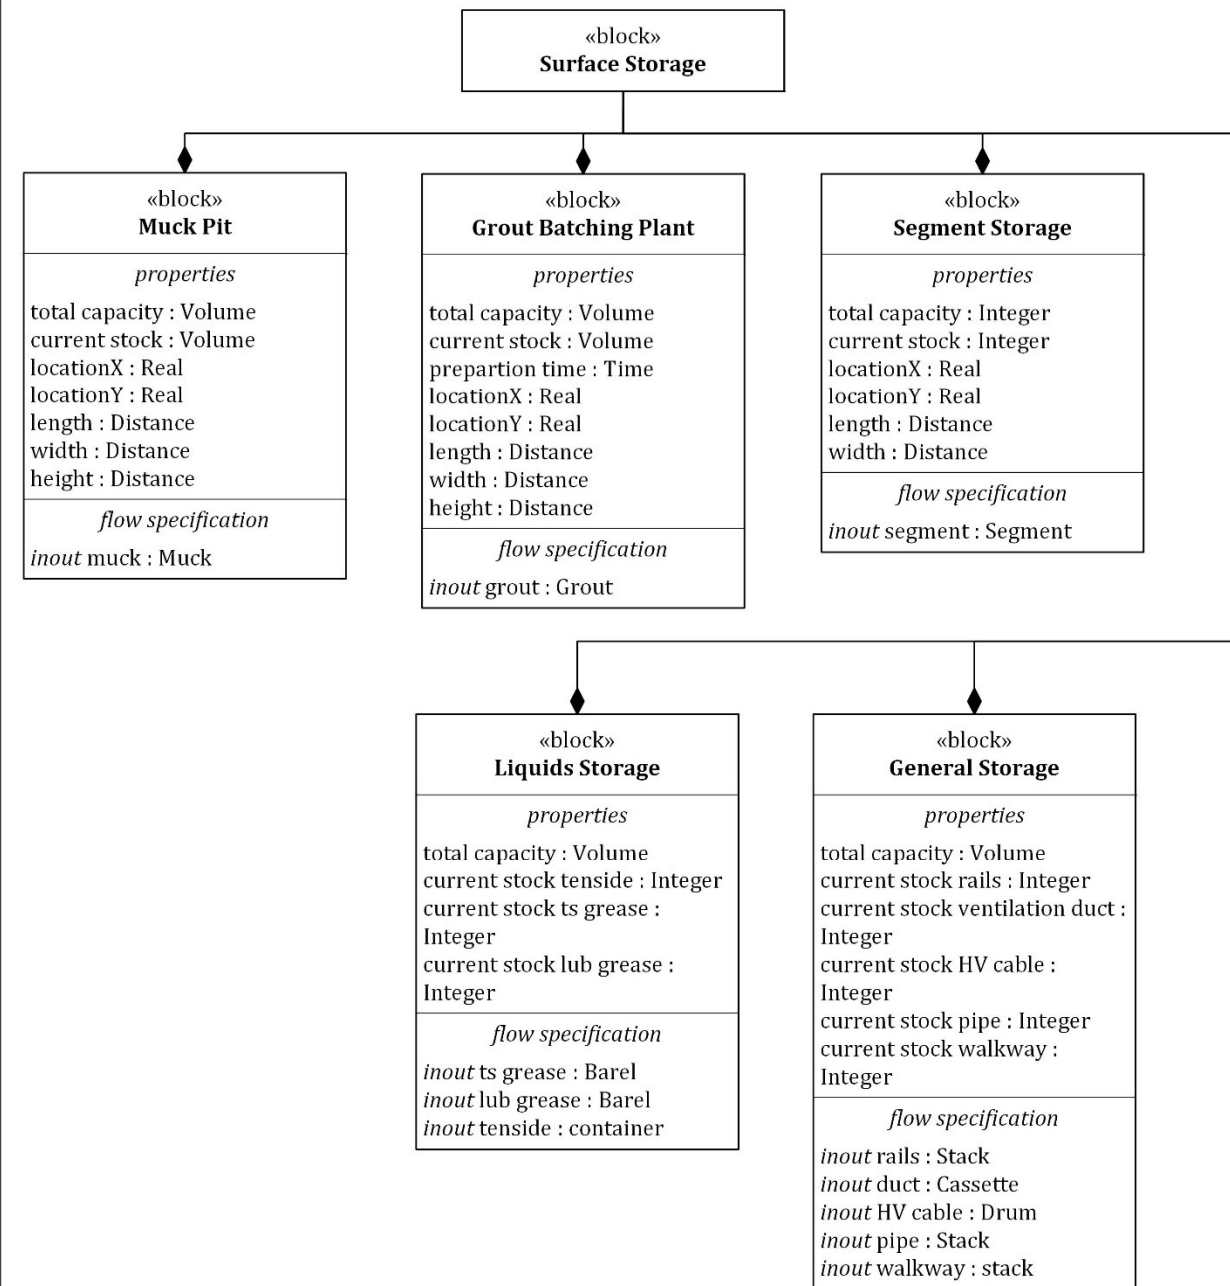 «block»
Surface Storage
«block»
Muck Pit
properties
total capacity : Volume
current stock : Volume
locationX : Real
locationY : Real
length : Distance
width : Distance
height : Distance
flow specification
inout muck : Muck
«block»
Grout Batching Plant
properties
total capacity : Volume
current stock : Volume
prepartion time : Time
locationX : Real
locationY : Real
length : Distance
width : Distance
height : Distance
flow specification
inout grout : Grout
«block»
Segment Storage
properties
total capacity : Integer
current stock : Integer
locationX : Real
locationY : Real
length : Distance
width : Distance
flow specification
inout segment : Segment
«block»
Liquids Storage
properties
total capacity : Volume
current stock tenside : Integer
current stock ts grease :
Integer
current stock lub grease :
Integer
flow specification
inout ts grease : Barel
inout lub grease : Barel
inout tenside : container
«block»
General Storage
properties
total capacity : Volume
current stock rails : Integer
current stock ventilation duct :
Integer
current stock HV cable :
Integer
current stock pipe : Integer
current stock walkway :
Integer
flow specification
inout rails : Stack
inout duct : Cassette
inout HV cable : Drum
inout pipe : Stack
inout walkway : stack